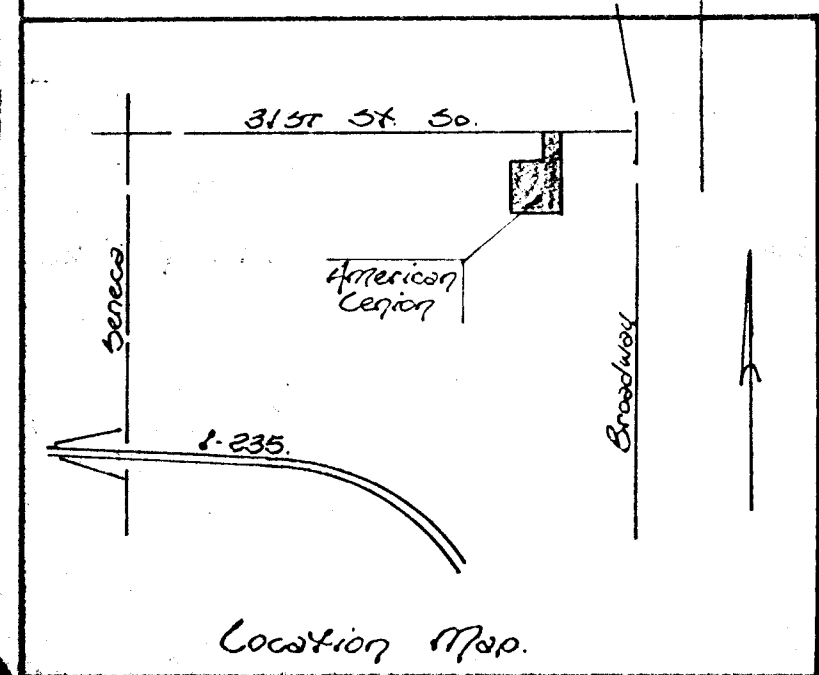 31ST ST. SO.
Seneca
American
Legion
Broadway
I-235.
Location Map.